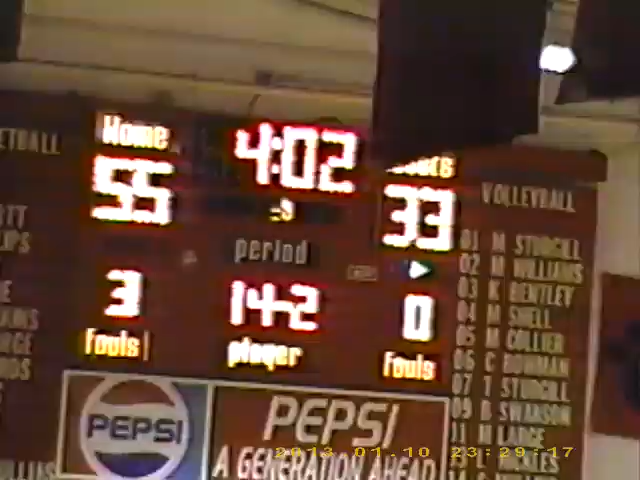 Home
4:02
55
33
VOLLEYBALL
period
3
14-2
0
fouls
player
fouls
01 M STURGILL
02 M WILLIAMS
03 K BENTLEY
04 M SHELL
05 M COLLIER
06 C BOWMAN
07 T STURGILL
09 B SWANSON
11 M LARGE
PEPSI
PEPSI
A GENERATION AHEAD
2013 01.10 23:29:17